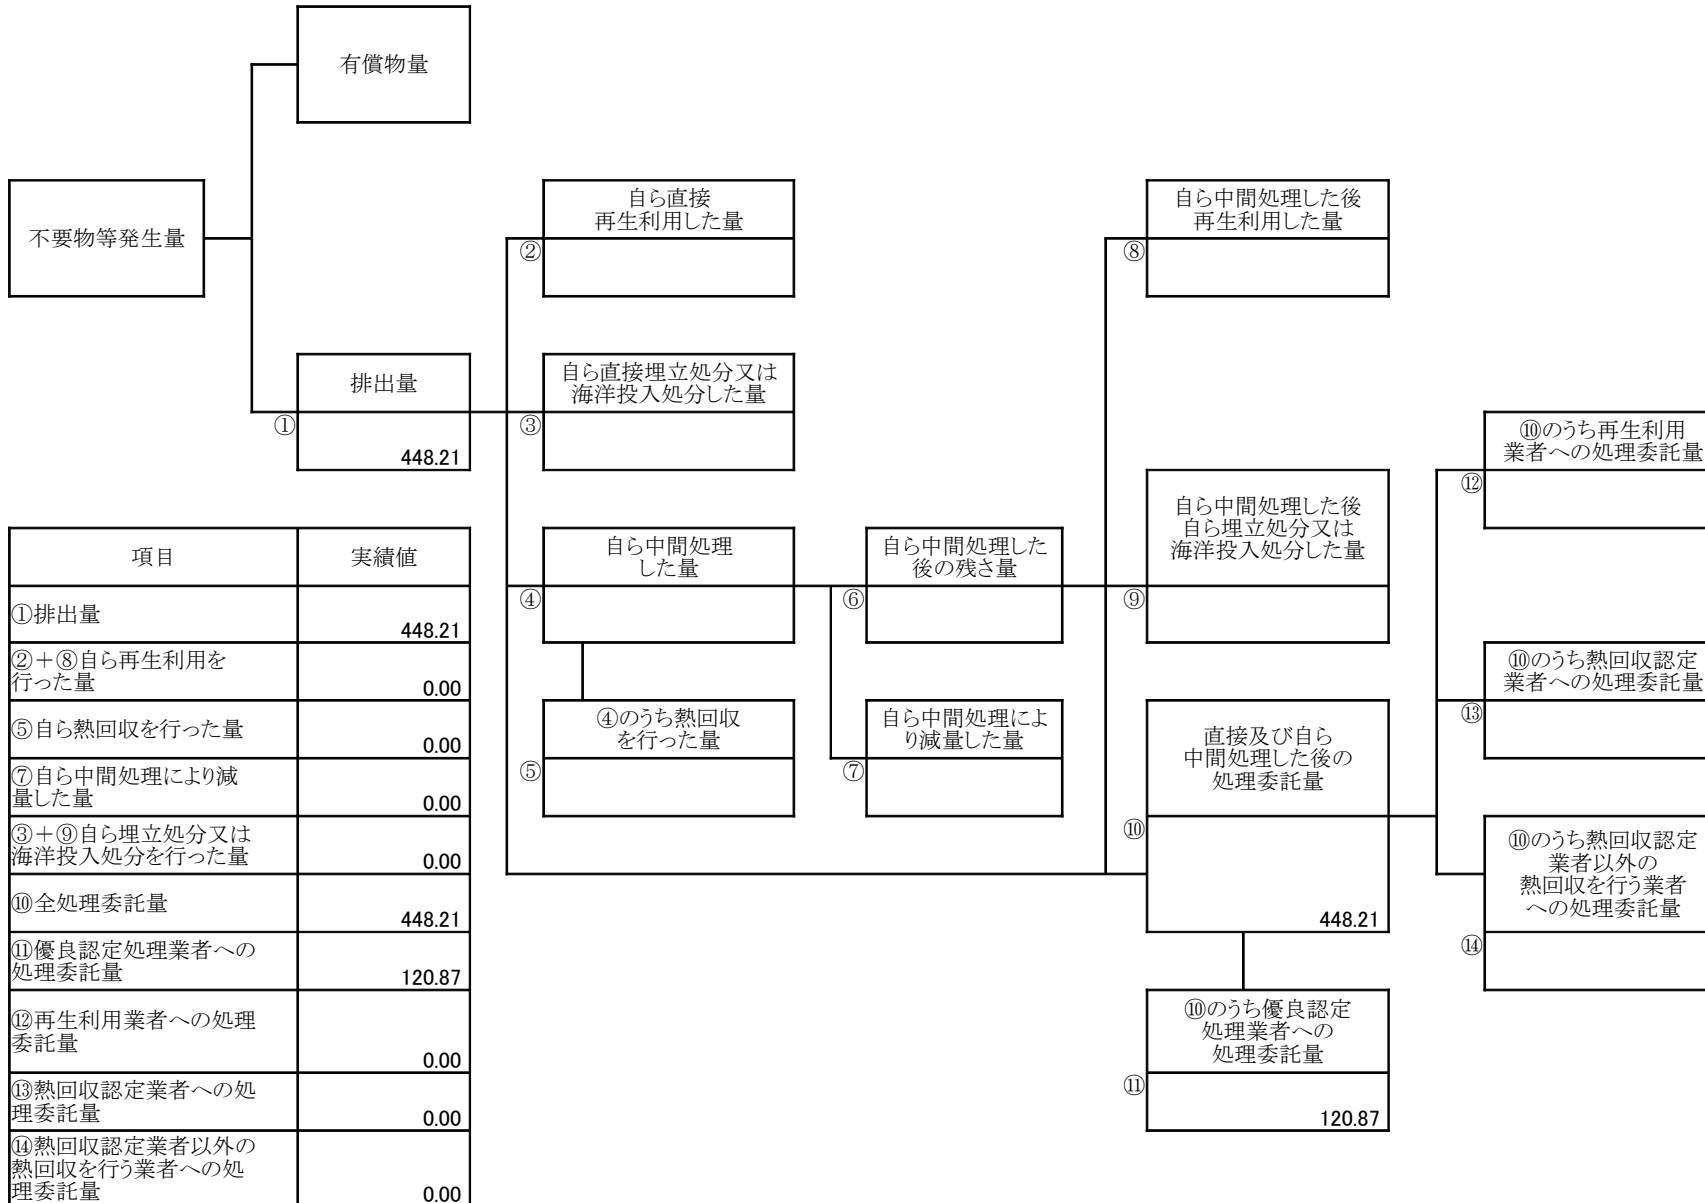 有償物量
不要物等発生量
自ら直接
再生利用した量
②
自ら中間処理した後
再生利用した量
⑧
排出量
①
448.21
自ら直接埋立処分又は
海洋投入処分した量
③
⑩のうち再生利用
業者への処理委託量
⑫
自ら中間処理
した量
④
自ら中間処理した
後の残さ量
⑥
自ら中間処理した後
自ら埋立処分又は
海洋投入処分した量
⑨
⑩のうち熱回収認定
業者への処理委託量
⑬
④のうち熱回収
を行った量
⑤
自ら中間処理によ
り減量した量
⑦
直接及び自ら
中間処理した後の
処理委託量
⑩
448.21
⑩のうち熱回収認定
業者以外の
熱回収を行う業者
への処理委託量
⑭
⑩のうち優良認定
処理業者への
処理委託量
⑪
120.87
項目 実績値
①排出量 448.21
②+⑧自ら再生利用を
行った量 0.00
⑤自ら熱回収を行った量 0.00
⑦自ら中間処理により減
量した量 0.00
③+⑨自ら埋立処分又は
海洋投入処分を行った量 0.00
⑩全処理委託量 448.21
⑪優良認定処理業者への
処理委託量 120.87
⑫再生利用業者への処理
委託量 0.00
⑬熱回収認定業者への処
理委託量 0.00
⑭熱回収認定業者以外の
熱回収を行う業者への処
理委託量 0.00